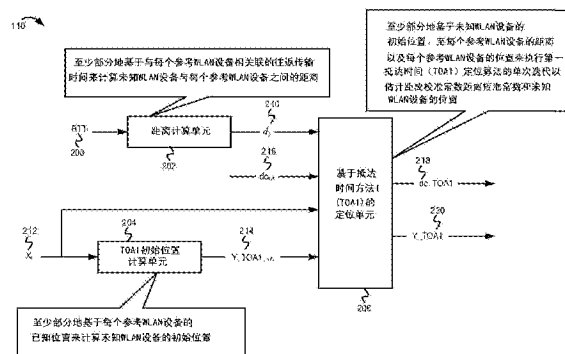 110
至少部分地基于与每个参考WLAN设备相关联的往返传输
时间来计算未知WLAN设备与每个参考WLAN设备之间的距离
至少部分地基于未知WLAN设备的
初始位置、至每个参考WLAN设备的距离
以及每个参考WLAN设备的位置来执行第一
抵达时间（TOA1）定位算法的单次迭代以
估计距离校准常数
和未知
WLAN设备的位置
208
距离计算单元
202
210
216
基于抵达
时间方法1
(TOA1)的
定位单元
206
218
dc_TOA1
220
Y_TOA1
212
204
TOA1初始位置
计算单元
214
至少部分地基于每个参考WLAN设备的
已知位置来计算未知WLAN设备的初始位置